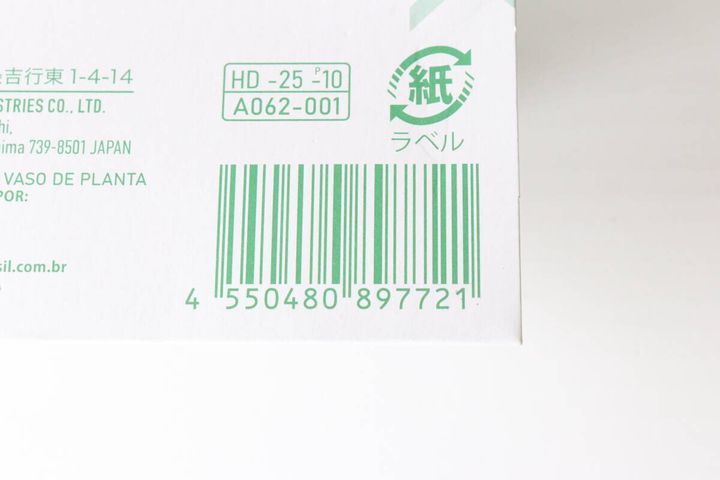 吉行東 1-4-14
STRIES CO., LTD.
hi,
ima 739-8501 JAPAN
VASO DE PLANTA
POR:
sil.com.br
HD -25 -P10
A062-001
紙
ラベル
4 550480 897721